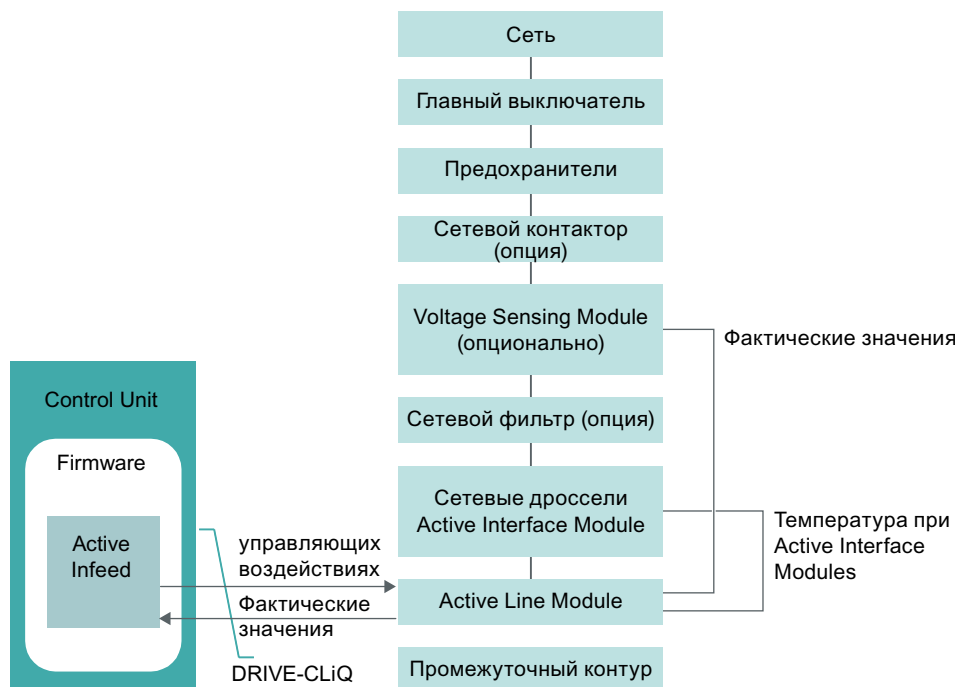 Сеть
Главный выключатель
Предохранители
Сетевой контактор
(опция)
Voltage Sensing Module
(опционально)
Фактические значения
Control Unit
Сетевой фильтр (опция)
Firmware
Сетевые дроссели
Active Interface Module
Температура при
Active Interface
Modules
Active
Infeed
управляющих
воздействиях
Active Line Module
Фактические
значения
DRIVE-CLiQ
Промежуточный контур